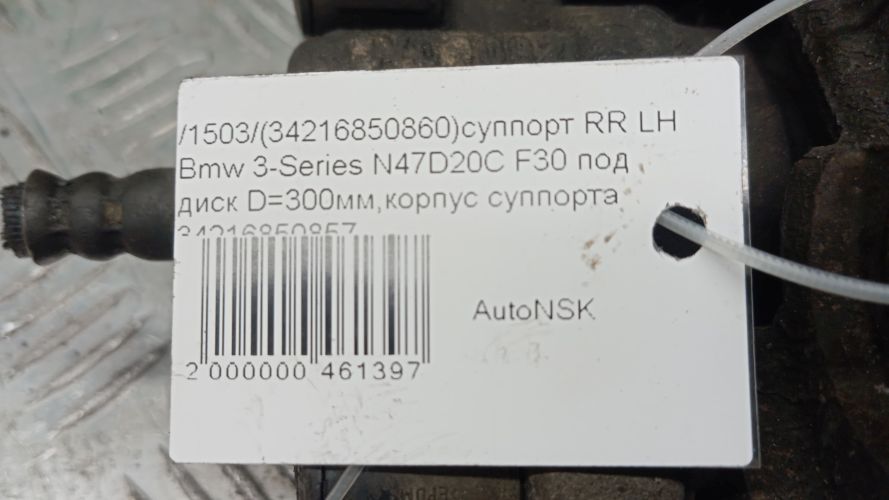 /1503/(34216850860)суппорт RR LH
Bmw 3-Series N47D20C F30 под
диск D=300мм,корпус суппорта
34216850857
AutoNSK
2 000000 461397